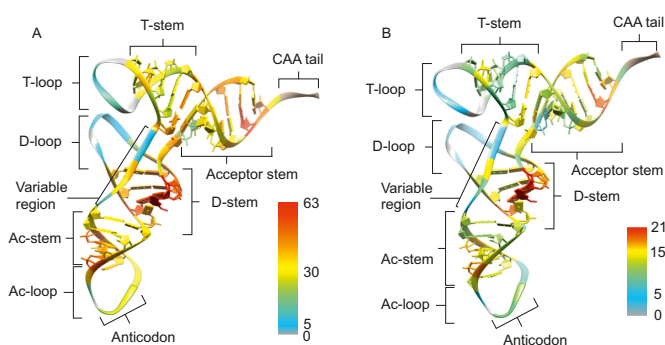 A
T-stem
CAA tail
T-loop
D-loop
Acceptor stem
Variable
region
D-stem
Ac-stem
Ac-loop
Anticodon
63
30
5
0
B
T-stem
CAA tail
T-loop
D-loop
Acceptor stem
Variable
region
D-stem
Ac-stem
Ac-loop
Anticodon
21
15
5
0